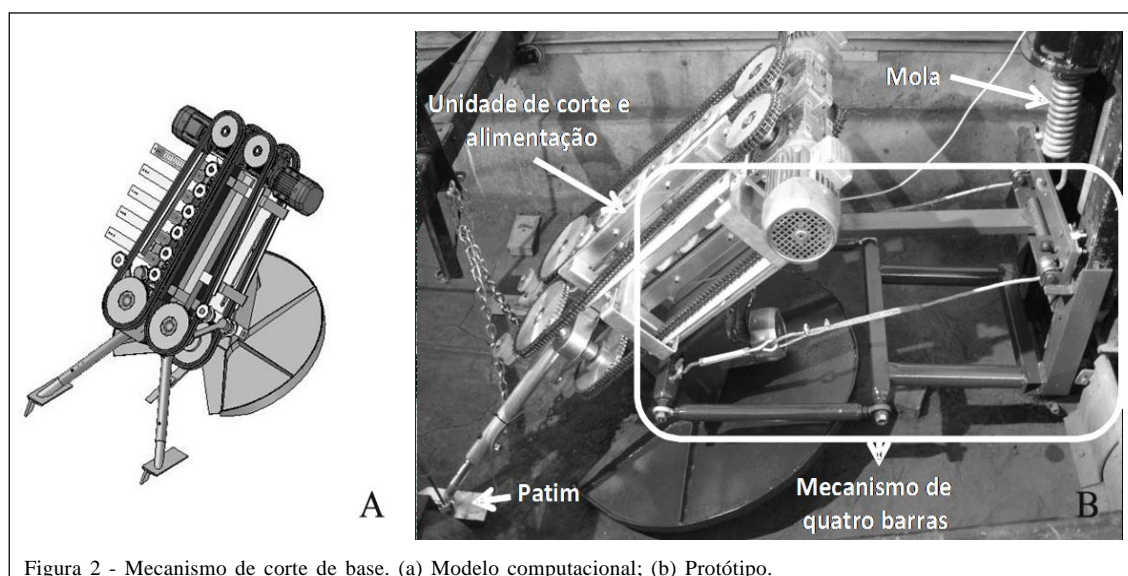 A
Unidade de corte e
alimentação
Mola
Patim
Mecanismo de
quatro barras
B
Figura 2 - Mecanismo de corte de base. (a) Modelo computacional; (b) Protótipo.